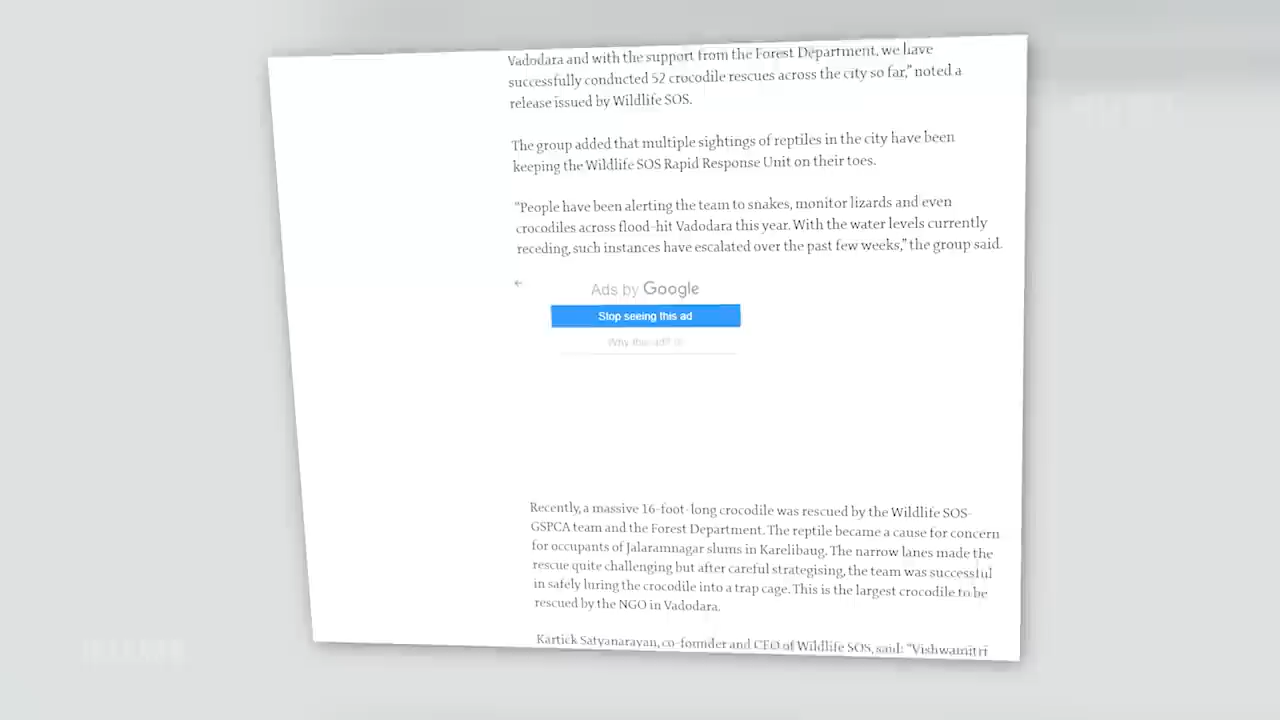 Vadodara and with the support from the Forest Department, we have
successfully conducted 52 crocodile rescues across the city so far,” noted a
release issued by Wildlife SOS.
The group added that multiple sightings of reptiles in the city have been
keeping the Wildlife SOS Rapid Response Unit on their toes.
“People have been alerting the team to snakes, monitor lizards and even
crocodiles across flood-hit Vadodara this year. With the water levels currently
receding, such instances have escalated over the past few weeks,” the group said.
Ads by Google
Stop seeing this ad
Why this ad?
Recently, a massive 16-foot-long crocodile was rescued by the Wildlife SOS-
GSPCA team and the Forest Department. The reptile became a cause for concern
for occupants of Jalaramnagar slums in Karelibaug. The narrow lanes made the
rescue quite challenging but after careful strategising, the team was successful
in safely luring the crocodile into a trap cage. This is the largest crocodile to be
rescued by the NGO in Vadodara.
Kartick Satyanarayan, co-founder and CEO of Wildlife SOS, said: “Vishwamitri